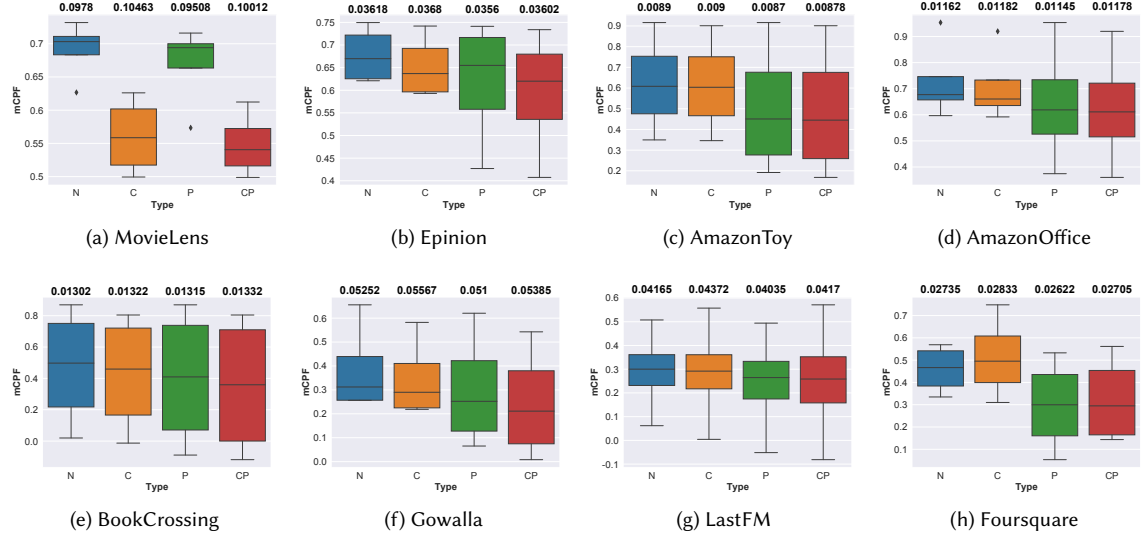 0.0978 0.10463 0.09508 0.10012
0.70
0.65
0.60
0.55
0.5
mCPF
N C P CP
Type
(a) MovieLens
0.03618 0.0368 0.0356 0.03602
0.750
0.70
0.65
0.60
0.55
0.50
0.45
0.4
mCPF
N C P CP
Type
(b) Epinion
0.0089 0.009 0.0087 0.00878
0.9
0.8
0.7
0.6
0.5
0.4
0.3
0.2
mCPF
N C P CP
Type
(c) AmazonToy
0.01162 0.01182 0.01145 0.01178
0.9
0.8
0.7
0.6
0.5
0.4
mCPF
N C P CP
Type
(d) AmazonOffice
0.01302 0.01322 0.01315 0.01332
0.8
0.6
0.4
0.2
0.0
mCPF
N C P CP
Type
(e) BookCrossing
0.05252 0.05567 0.051 0.05385
0.6
0.5
0.4
0.3
0.2
0.1
0.0
mCPF
N C P CP
Type
(f) Gowalla
0.04165 0.04372 0.04035 0.0417
0.6
0.5
0.4
0.3
0.2
0.1
0.0
-0.1
mCPF
N C P CP
Type
(g) LastFM
0.02735 0.02833 0.02622 0.02705
0.7
0.6
0.5
0.4
0.3
0.2
0.1
mCPF
N C P CP
Type
(h) Foursquare